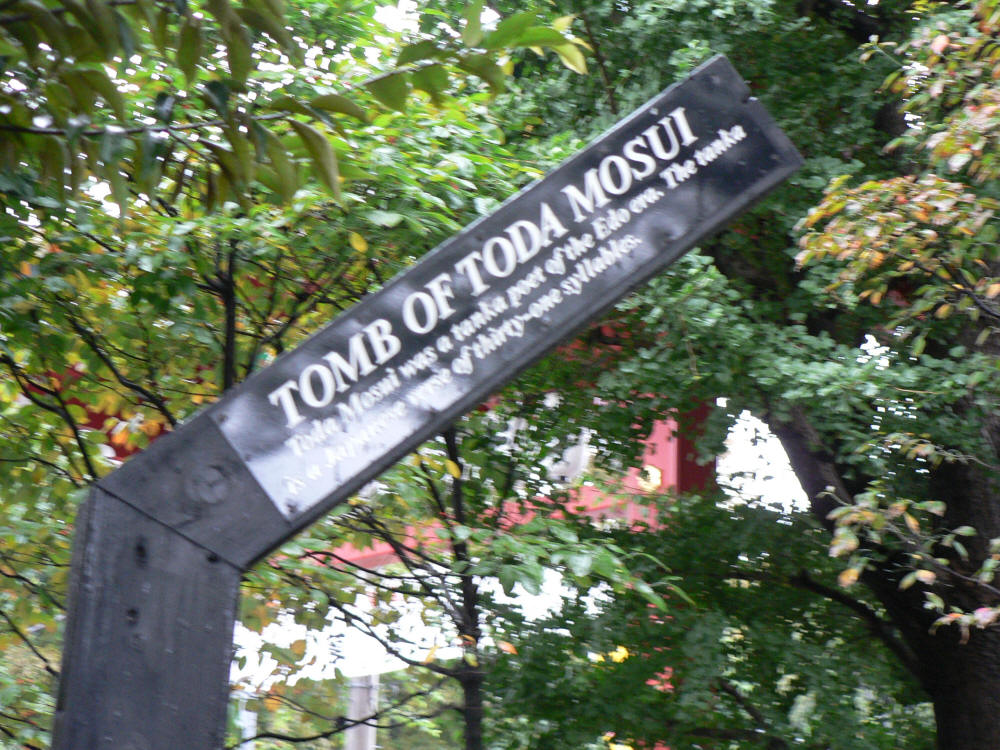 TOMB OF TODA MOSUI
Toda Mosui was a tanka poet of the Edo era. The tanka
is a Japanese verse of thirty-one syllables.